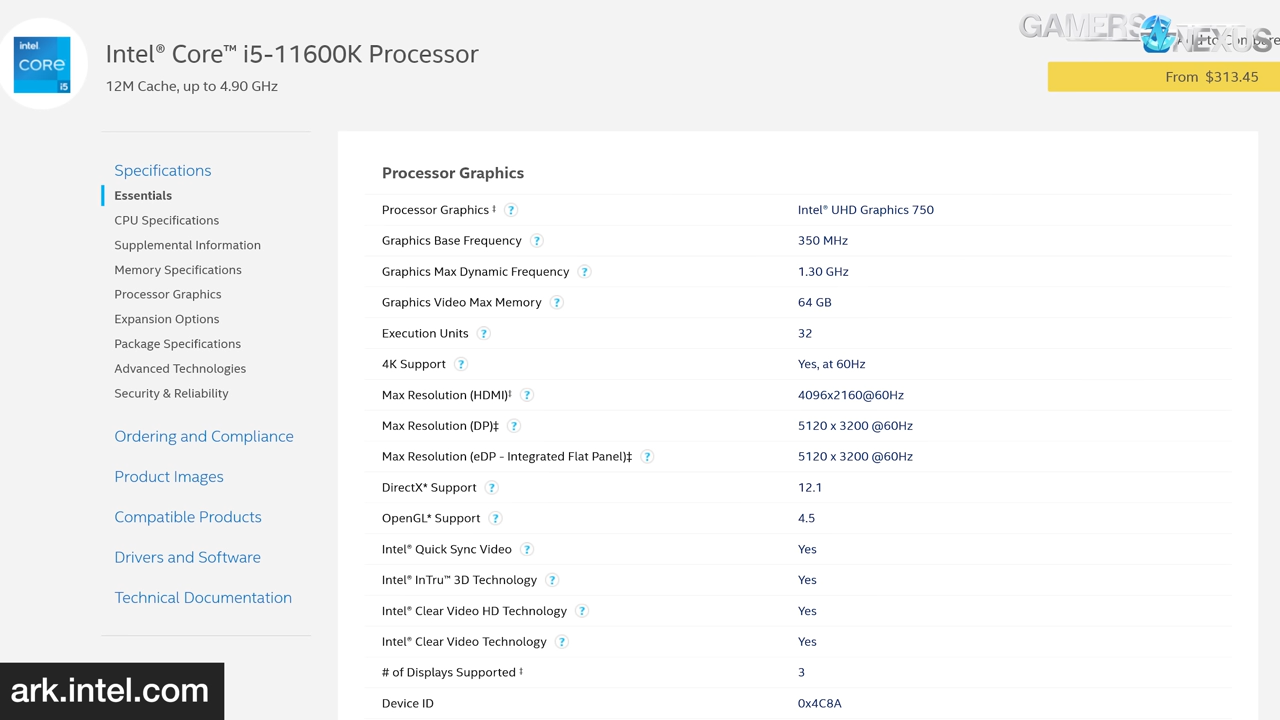 intel
CORE
i5
Intel® Core™ i5-11600K Processor
12M Cache, up to 4.90 GHz
GAMERS NEXUS
Add to Compare
From $313.45
Specifications
Essentials
CPU Specifications
Supplemental Information
Memory Specifications
Processor Graphics
Expansion Options
Package Specifications
Advanced Technologies
Security & Reliability
Ordering and Compliance
Product Images
Compatible Products
Drivers and Software
Technical Documentation
Processor Graphics
Processor Graphics ‡ ? Intel® UHD Graphics 750
Graphics Base Frequency ? 350 MHz
Graphics Max Dynamic Frequency ? 1.30 GHz
Graphics Video Max Memory ? 64 GB
Execution Units ? 32
4K Support ? Yes, at 60Hz
Max Resolution (HDMI)‡ ? 4096x2160@60Hz
Max Resolution (DP)‡ ? 5120 x 3200 @60Hz
Max Resolution (eDP - Integrated Flat Panel)‡ ? 5120 x 3200 @60Hz
DirectX* Support ? 12.1
OpenGL* Support ? 4.5
Intel® Quick Sync Video ? Yes
Intel® InTru™ 3D Technology ? Yes
Intel® Clear Video HD Technology ? Yes
Intel® Clear Video Technology ? Yes
# of Displays Supported ‡ 3
Device ID 0x4C8A
ark.intel.com